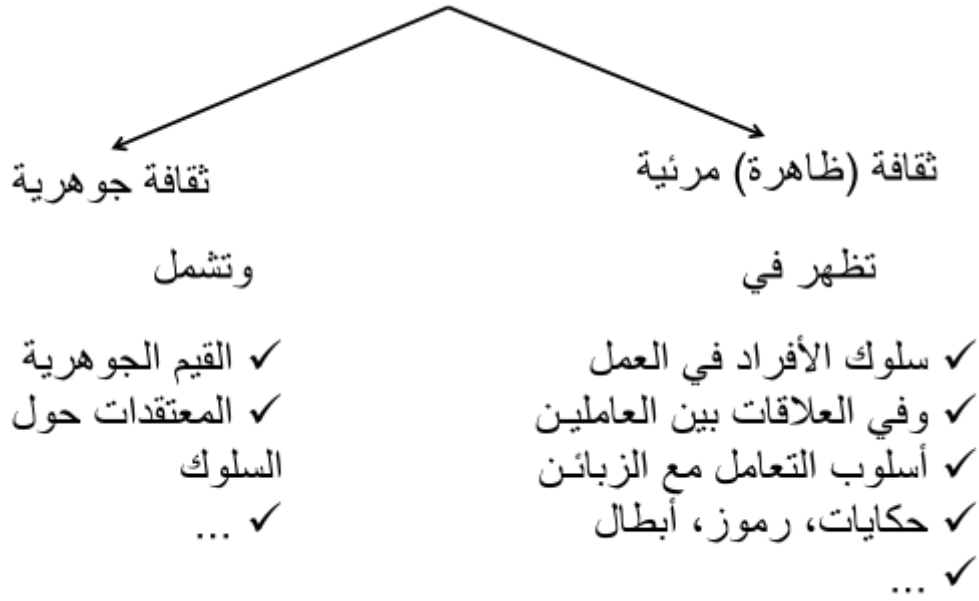 ثقافة (ظاهرة) مرئية
تظهر في
✓ سلوك الأفراد في العمل
✓ وفي العلاقات بين العاملين
✓ أسلوب التعامل مع الزبائن
✓ حكايات، رموز، أبطال
✓ ...
ثقافة جوهرية
وتشمل
✓ القيم الجوهرية
✓ المعتقدات حول
السلوك
✓ ...